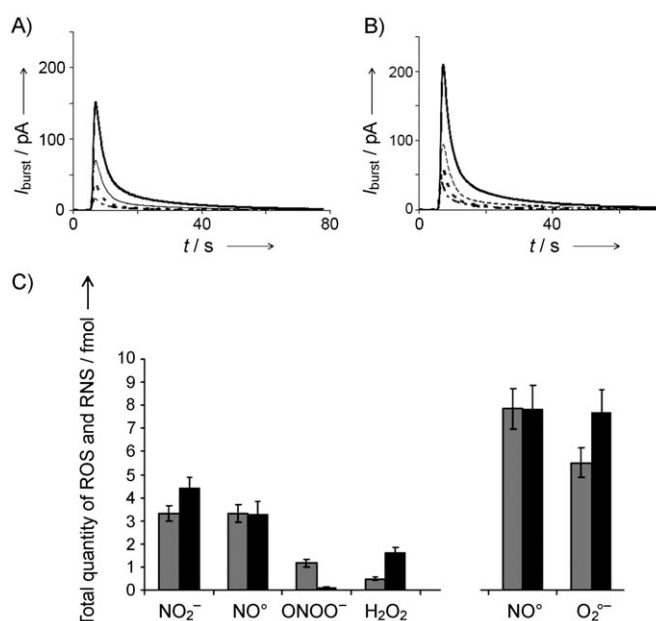 A)
200
100
0
I_burst / pA
0
40
80
t / s
B)
200
100
0
I_burst / pA
0
40
t / s
C)
Total quantity of ROS and RNS / fmol
10
9
8
7
6
5
4
3
2
1
0
NO₂⁻
NO°
ONOO⁻
H₂O₂
NO°
O₂°⁻